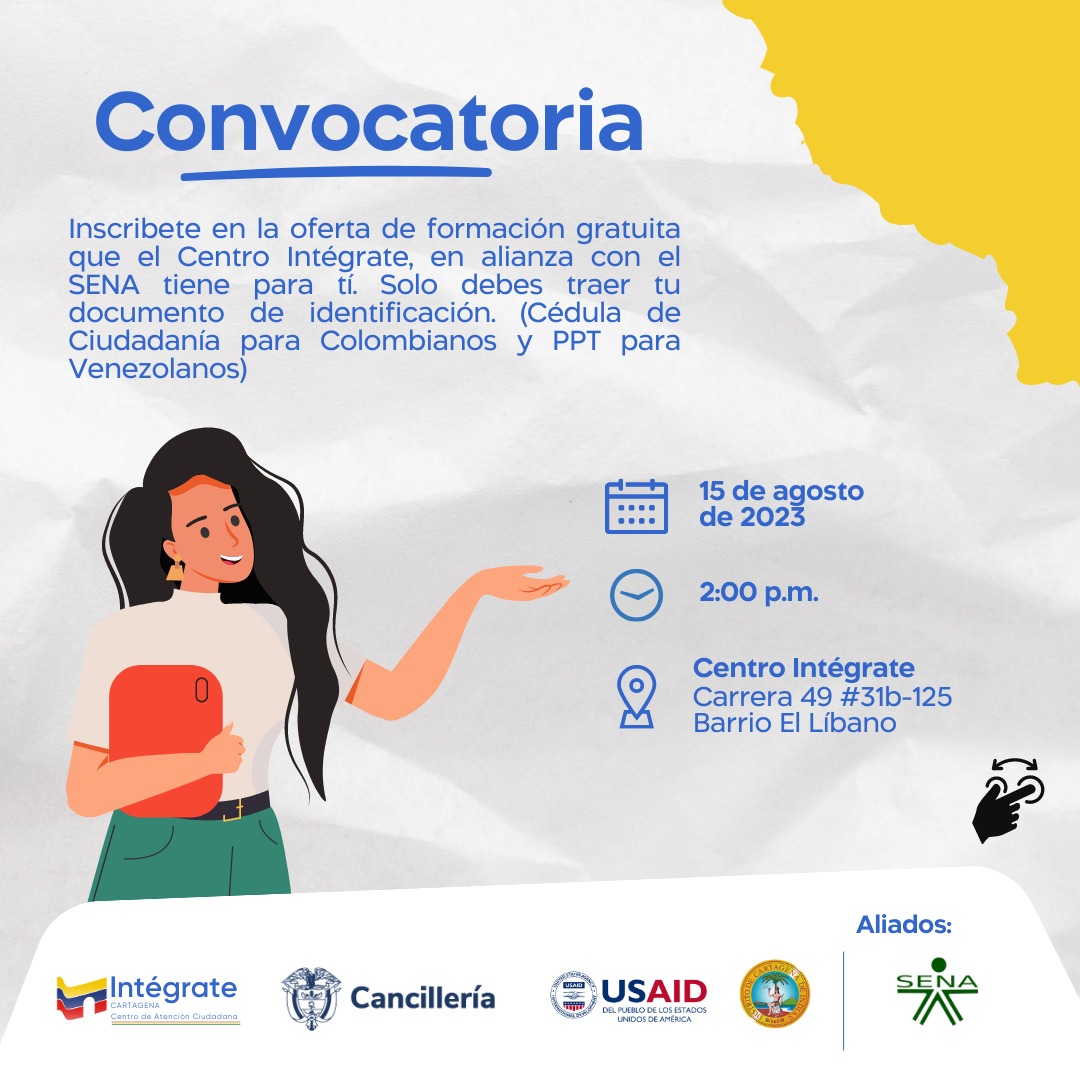 Convocatoria
Inscribete en la oferta de formación gratuita
que el Centro Intégrate, en alianza con el
SENA tiene para tí. Solo debes traer tu
documento de identificación. (Cédula de
Ciudadanía para Colombianos y PPT para
Venezolanos)
15 de agosto
de 2023
2:00 p.m.
Centro Intégrate
Carrera 49 #31b-125
Barrio El Líbano
Aliados:
Intégrate
CARTAGENA
Centro de Atención Ciudadana
Cancillería
USAID
USAID
DEL PUEBLO DE LOS ESTADOS
UNIDOS DE AMÉRICA
SENA